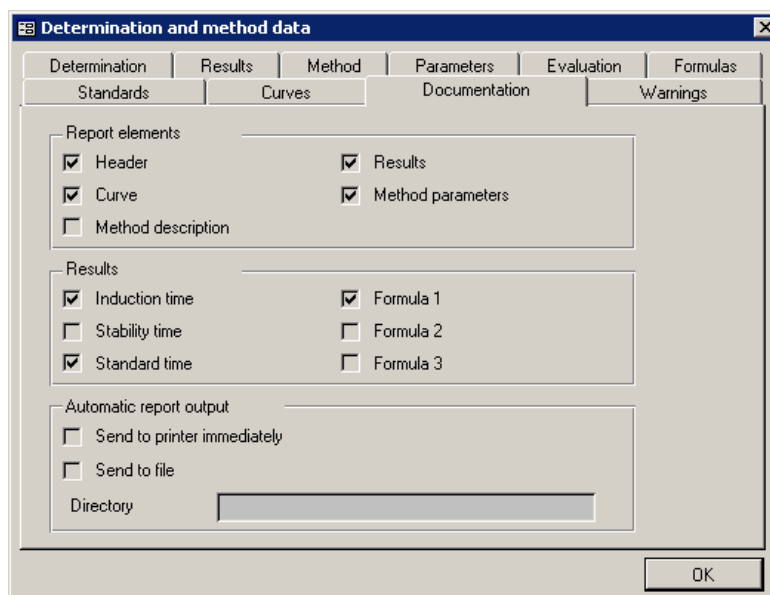 Determination and method data
Determination Results Method Parameters Evaluation Formulas
Standards Curves Documentation Warnings
Report elements
Header Results
Curve Method parameters
Method description
Results
Induction time Formula 1
Stability time Formula 2
Standard time Formula 3
Automatic report output
Send to printer immediately
Send to file
Directory
OK